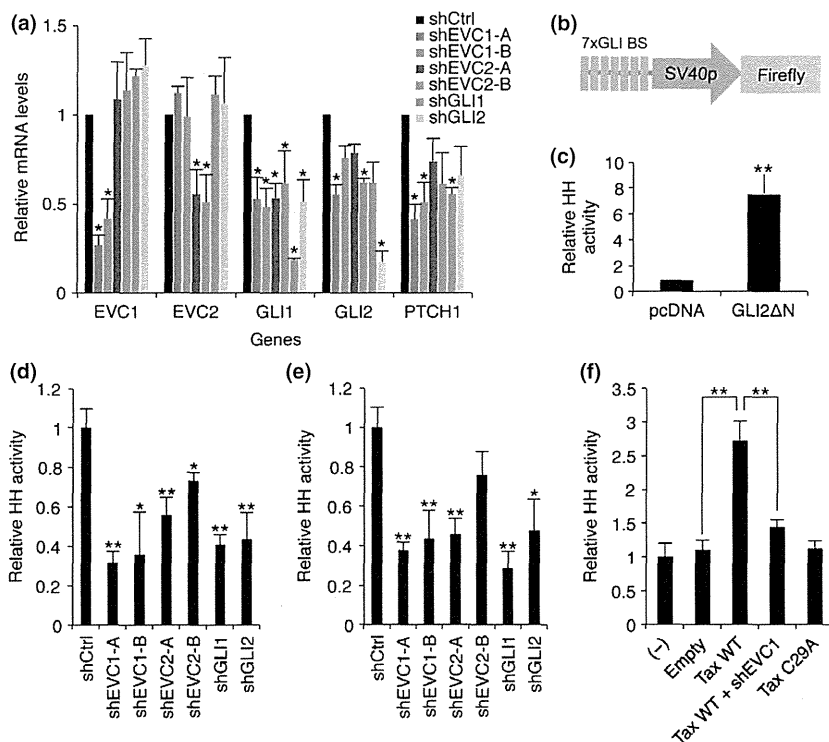 (a)
Relative mRNA levels
1.5
1
0.5
0
EVC1 EVC2 GLI1 GLI2 PTCH1
Genes
shCtrl
shEVC1-A
shEVC1-B
shEVC2-A
shEVC2-B
shGLI1
shGLI2
* * * * * * * * * * * * * * * *
(b)
7xGLI BS
SV40p
Firefly
(c)
Relative HH
activity
10
8
6
4
2
0
**
pcDNA GLI2ΔN
(d)
Relative HH activity
1.2
1
0.8
0.6
0.4
0.2
0
** * ** * ** **
shCtrl
shEVC1-A
shEVC1-B
shEVC2-A
shEVC2-B
shGLI1
shGLI2
(e)
Relative HH activity
1.2
1
0.8
0.6
0.4
0.2
0
** ** ** ** *
shCtrl
shEVC1-A
shEVC1-B
shEVC2-A
shEVC2-B
shGLI1
shGLI2
(f)
Relative HH activity
3.5
3
2.5
2
1.5
1
0.5
0
** **
(–)
Empty
Tax WT
Tax WT + shEVC1
Tax C29A